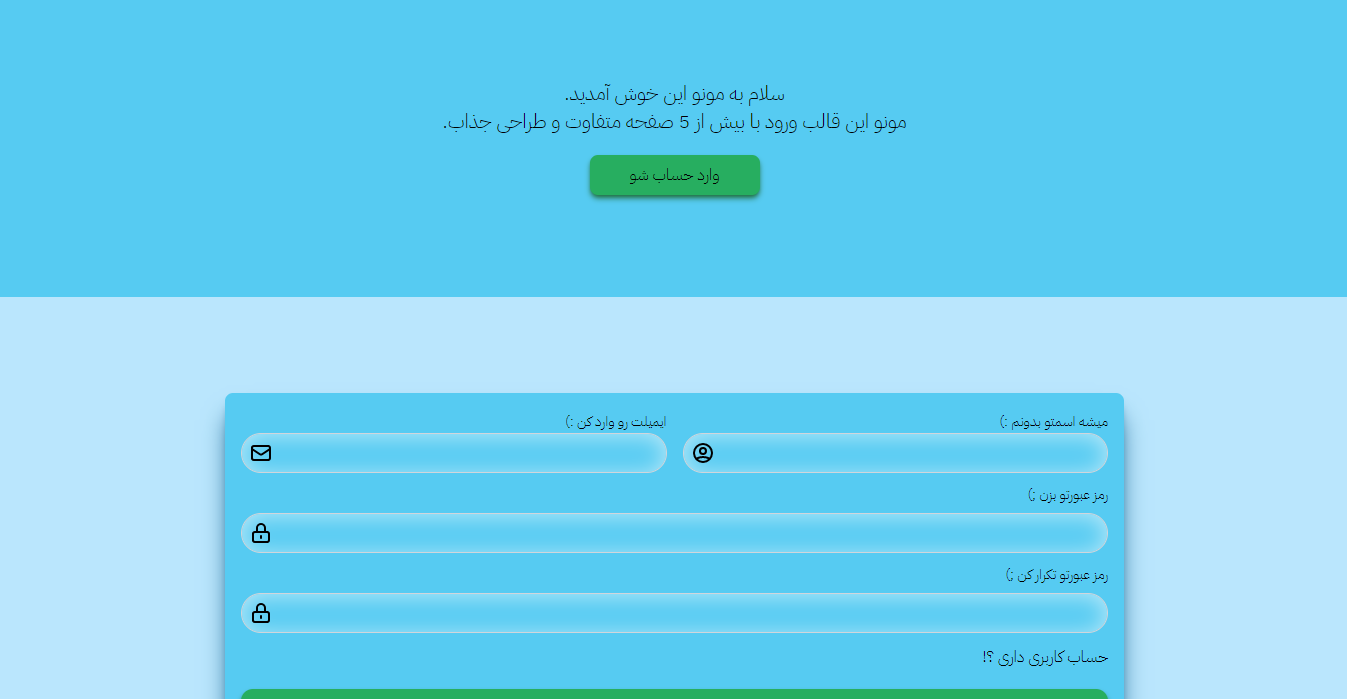 سلام به مونو این خوش آمدید.
مونو این قالب ورود با بیش از 5 صفحه متفاوت و طراحی جذاب.
وارد حساب شو
میشه اسمتو بدونم :)
ایمیلت رو وارد کن :)
رمز عبورتو بزن ;)
رمز عبورتو تکرار کن ;)
حساب کاربری داری ؟!